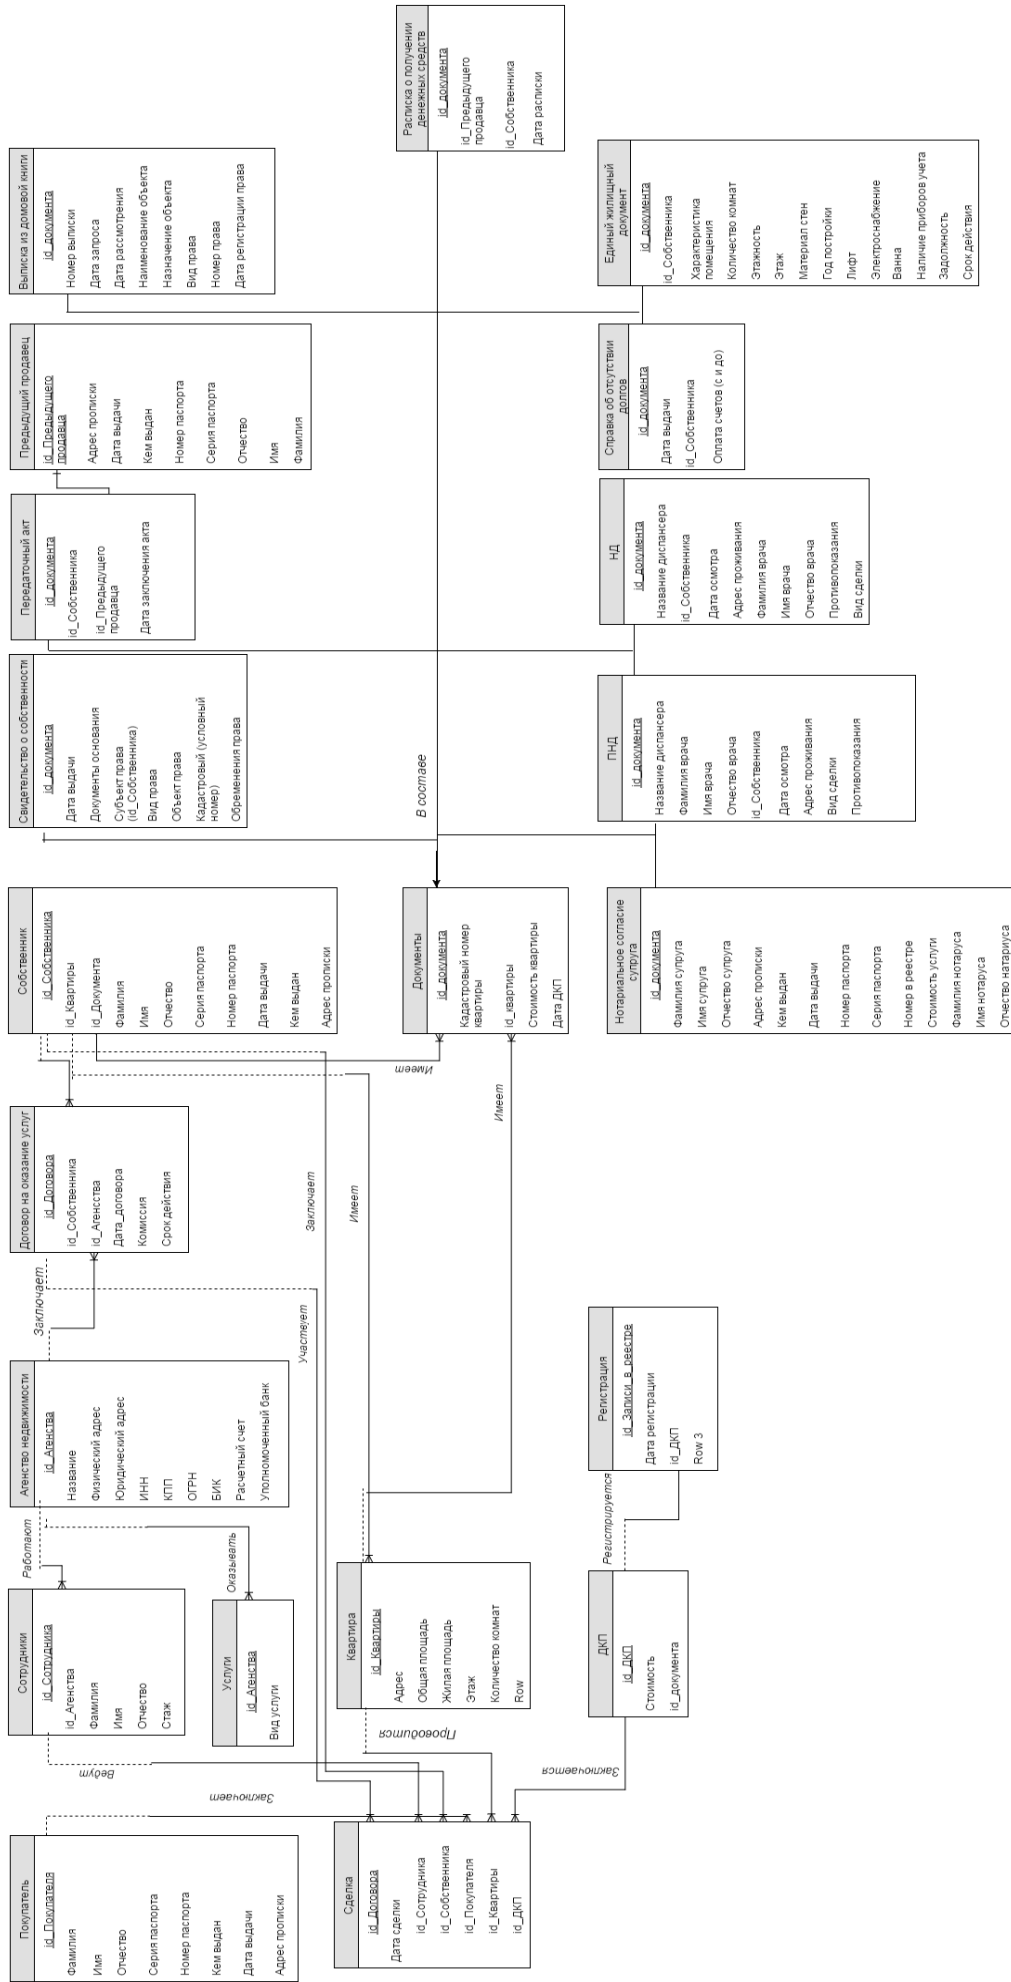 Покупатель
id_Покупателя
Фамилия
Имя
Отчество
Серия паспорта
Номер паспорта
Кем выдан
Дата выдачи
Адрес прописки
Сотрудники
id_Сотрудника
id_Агенства
Фамилия
Имя
Отчество
Стаж
Агенство недвижимости
id_Агенства
Название
Физический адрес
Юридический адрес
ИНН
КПП
ОГРН
БИК
Расчетный счет
Уполномоченный банк
Договор на оказание услуг
id_Договора
id_Собственника
id_Агенсства
Дата_договора
Комиссия
Срок действия
Собственник
id_Собственника
id_Квартиры
id_Документа
Фамилия
Имя
Отчество
Серия паспорта
Номер паспорта
Дата выдачи
Кем выдан
Адрес прописки
Свидетельство о собственности
id_документа
Дата выдачи
Документы основания
Субъект права
(id_Собственника)
Вид права
Объект права
Кадастровый (условный
номер)
Обременения права
Передаточный акт
id_документа
id_Собственника
id_Предыдущего
продавца
Дата заключения акта
Предыдущий продавец
id_Предыдущего
продавца
Адрес прописки
Дата выдачи
Кем выдан
Номер паспорта
Серия паспорта
Отчество
Имя
Фамилия
Выписка из домовой книги
id_документа
Номер выписки
Дата запроса
Дата рассмотрения
Наименование объекта
Назначение объекта
Вид права
Номер права
Дата регистрации права
Работают
Заключает
Ведут
Заключает
Услуги
id_Агенства
Вид услуги
Оказывать
Участвует
Заключает
Имеет
Имеет
Имеет
В составе
Сделка
id_Договора
Дата сделки
id_Сотрудника
id_Собственника
id_Покупателя
id_Квартиры
id_ДКП
Квартира
id_Квартиры
Адрес
Общая площадь
Жилая площадь
Этаж
Количество комнат
Row
Проводится
Документы
id_документа
Кадастровый номер
квартиры
id_квартиры
Стоимость квартиры
Дата ДКП
Расписка о получении
денежных средств
id_документа
id_Предыдущего
продавца
id_Собственника
Дата расписки
Заключается
ДКП
id_ДКП
Стоимость
id_документа
Регистрируется
Регистрация
id_Записи_в_реестре
Дата регистрации
id_ДКП
Row 3
Нотариальное согласие
супруга
id_документа
Фамилия супруга
Имя супруга
Отчество супруга
Адрес прописки
Кем выдан
Дата выдачи
Номер паспорта
Серия паспорта
Номер в реестре
Стоимость услуги
Фамилия нотаруса
Имя нотаруса
Отчество натариуса
ПНД
id_документа
Название диспансера
Фамилия врача
Имя врача
Отчество врача
id_Собственника
Дата осмотра
Адрес проживания
Вид сделки
Противопоказания
НД
id_документа
Название диспансера
id_Собственника
Дата осмотра
Адрес проживания
Фамилия врача
Имя врача
Отчество врача
Противопоказания
Вид сделки
Справка об отсутствии
долгов
id_документа
Дата выдачи
id_Собственника
Оплата счетов (с и до)
Единый жилищный
документ
id_документа
id_Собственника
Характеристика
помещения
Количество комнат
Этажность
Этаж
Материал стен
Год постройки
Лифт
Электроснабжение
Ванна
Наличие приборов учета
Задолжность
Срок действия